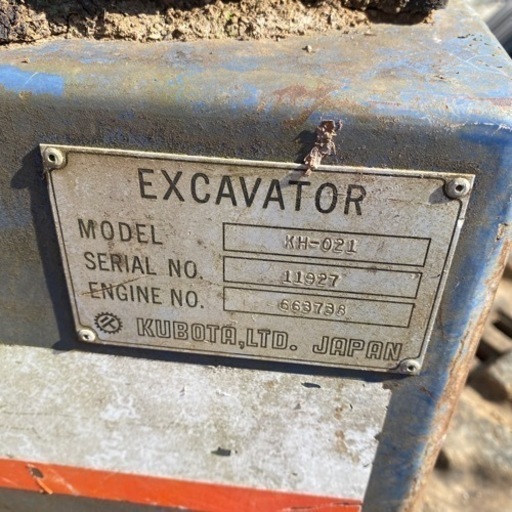 EXCAVATOR
MODEL KH-021
SERIAL NO. 11927
ENGINE NO. 663738
KUBOTA, LTD. JAPAN